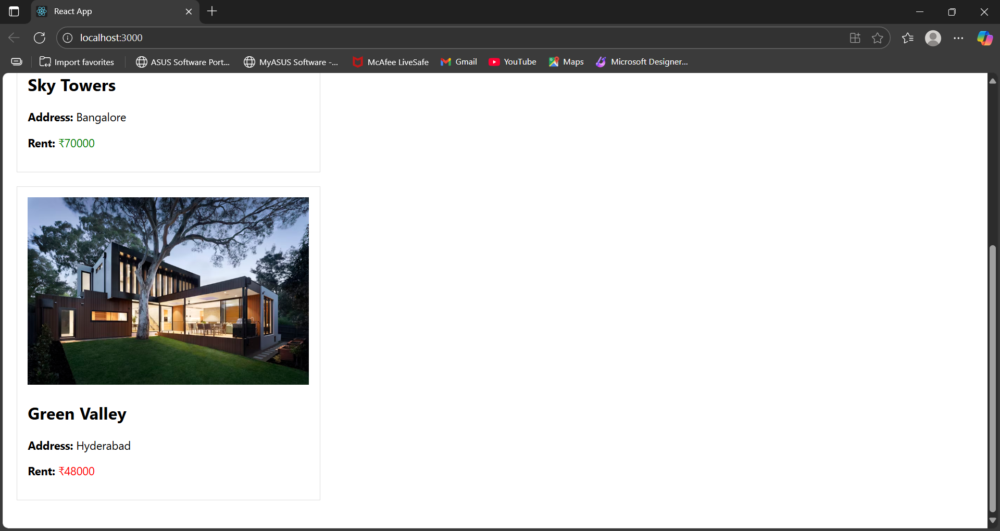 React App
localhost:3000
Import favorites
ASUS Software Port...
MyASUS Software -...
McAfee LiveSafe
Gmail
YouTube
Maps
Microsoft Designer...
Sky Towers
Address: Bangalore
Rent: ₹70000
Green Valley
Address: Hyderabad
Rent: ₹48000